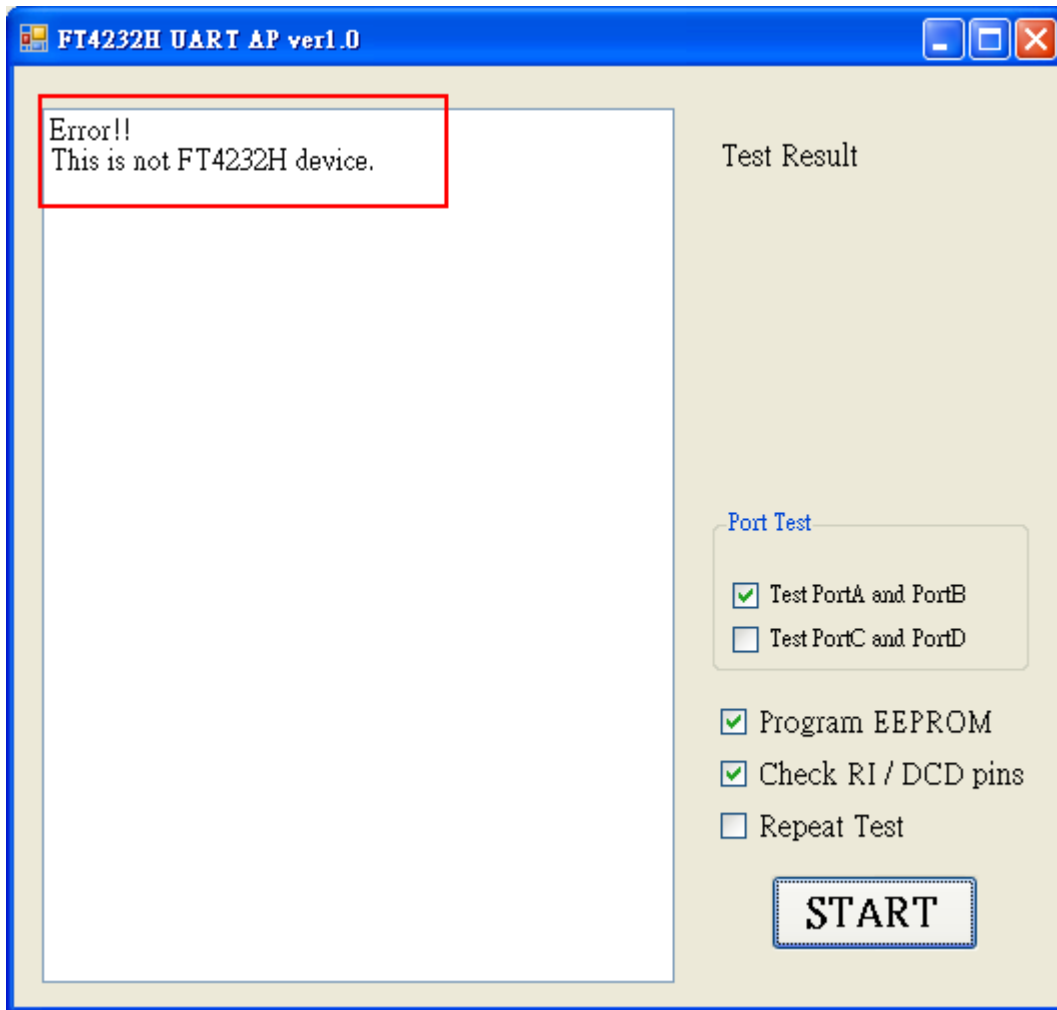 FT4232H UART AP ver1.0
Error!!
This is not FT4232H device.
Test Result
Port Test
Test PortA and PortB
Test PortC and PortD
Program EEPROM
Check RI / DCD pins
Repeat Test
START